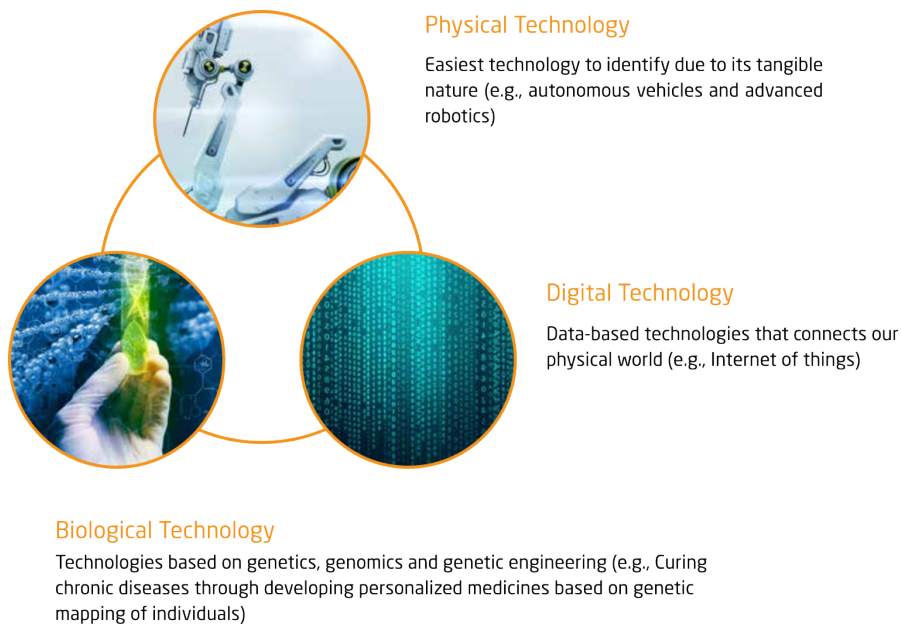 Physical Technology
Easiest technology to identify due to its tangible
nature (e.g., autonomous vehicles and advanced
robotics)
Digital Technology
Data-based technologies that connects our
physical world (e.g., Internet of things)
Biological Technology
Technologies based on genetics, genomics and genetic engineering (e.g., Curing
chronic diseases through developing personalized medicines based on genetic
mapping of individuals)